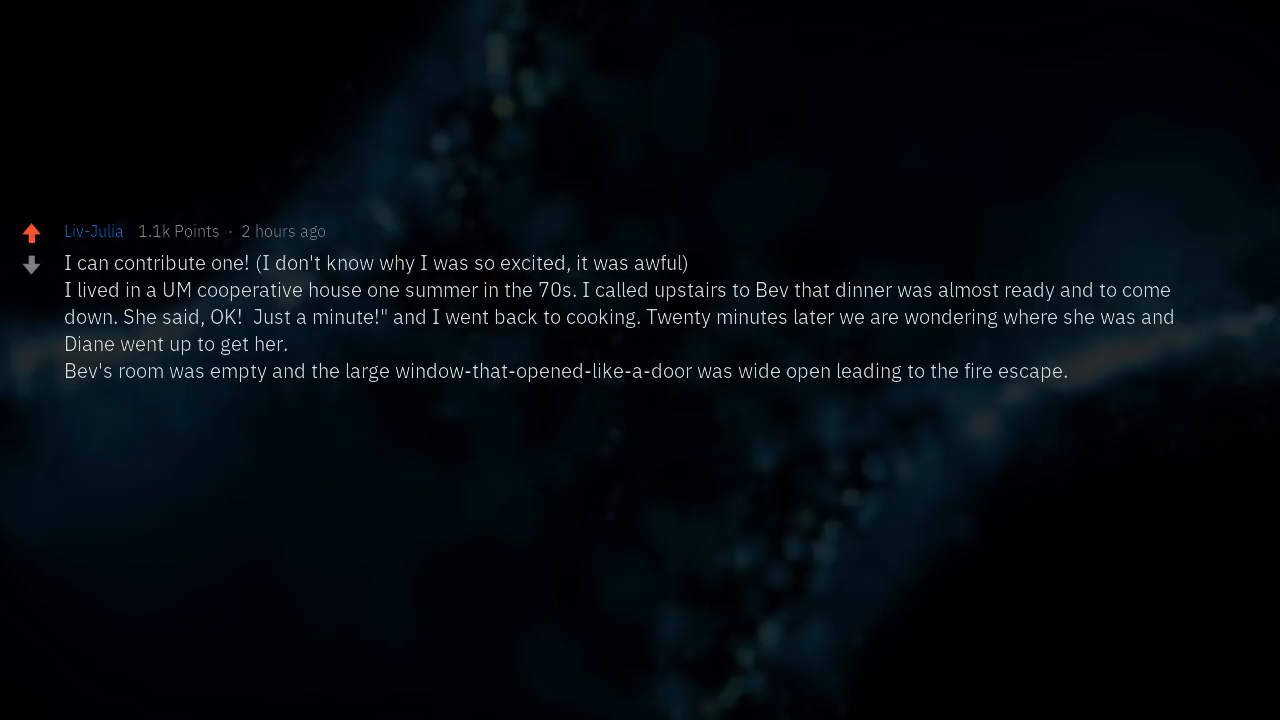 Liv-Julia 1.1k Points · 2 hours ago
I can contribute one! (I don't know why I was so excited, it was awful)
I lived in a UM cooperative house one summer in the 70s. I called upstairs to Bev that dinner was almost ready and to come
down. She said, OK!  Just a minute!" and I went back to cooking. Twenty minutes later we are wondering where she was and
Diane went up to get her.
Bev's room was empty and the large window-that-opened-like-a-door was wide open leading to the fire escape.